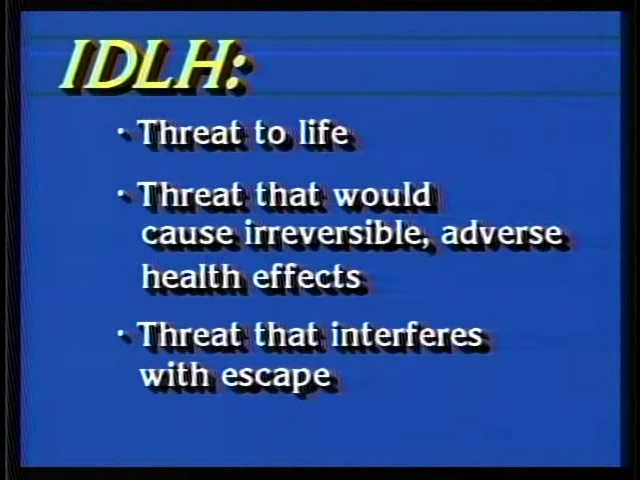 IDLH:
· Threat to life
· Threat that would
cause irreversible, adverse
health effects
· Threat that interferes
with escape